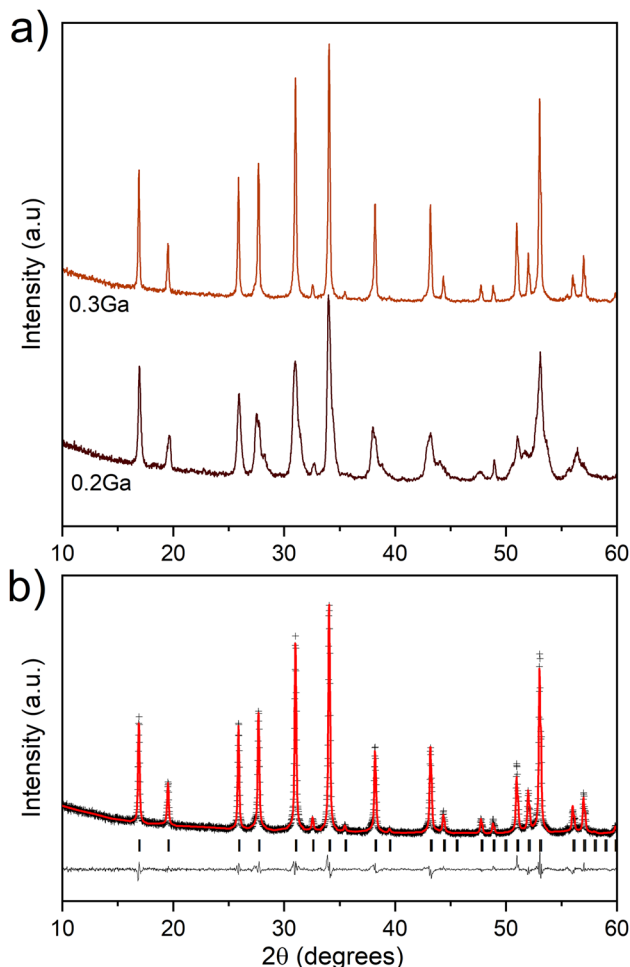 a)
Intensity (a.u)
0.3Ga
0.2Ga
10 20 30 40 50 60
b)
Intensity (a.u.)
10 20 30 40 50 60
2θ (degrees)